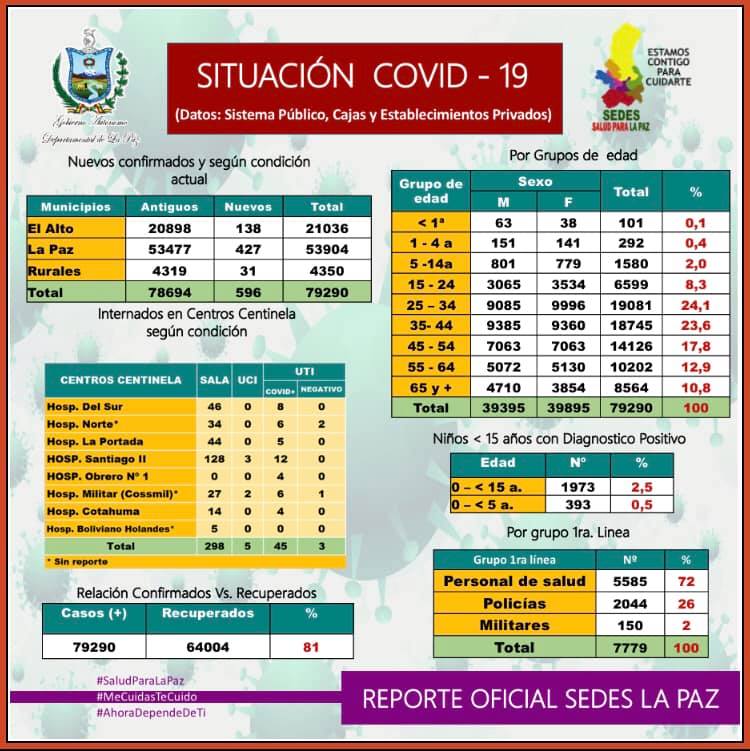 Gobierno Autónomo
Departamental de La Paz
SITUACIÓN COVID - 19
(Datos: Sistema Público, Cajas y Establecimientos Privados)
ESTAMOS
CONTIGO
PARA
CUIDARTE
SEDES
SALUD PARA LA PAZ
Nuevos confirmados y según condición
actual
Municipios Antiguos Nuevos Total
El Alto 20898 138 21036
La Paz 53477 427 53904
Rurales 4319 31 4350
Total 78694 596 79290
Internados en Centros Centinela
según condición
CENTROS CENTINELA SALA UCI UTI
COVID+ NEGATIVO
Hosp. Del Sur 46 0 8 0
Hosp. Norte* 34 0 6 2
Hosp. La Portada 44 0 5 0
HOSP. Santiago II 128 3 12 0
HOSP. Obrero Nº 1 0 0 4 0
Hosp. Militar (Cossmil)* 27 2 6 1
Hosp. Cotahuma 14 0 4 0
Hosp. Boliviano Holandes* 5 0 0 0
Total 298 5 45 3
* Sin reporte
Relación Confirmados Vs. Recuperados
Casos (+) Recuperados %
79290 64004 81
Por Grupos de edad
Grupo de edad Sexo Total %
M F
< 1ª 63 38 101 0,1
1 - 4 a 151 141 292 0,4
5 -14a 801 779 1580 2,0
15 - 24 3065 3534 6599 8,3
25 – 34 9085 9996 19081 24,1
35- 44 9385 9360 18745 23,6
45 - 54 7063 7063 14126 17,8
55 - 64 5072 5130 10202 12,9
65 y + 4710 3854 8564 10,8
Total 39395 39895 79290 100
Niños < 15 años con Diagnostico Positivo
Edad Nº %
0 – < 15 a. 1973 2,5
0 – < 5 a. 393 0,5
Por grupo 1ra. Linea
Grupo 1ra línea Nº %
Personal de salud 5585 72
Policías 2044 26
Militares 150 2
Total 7779 100
#SaludParaLaPaz
#MeCuidasTeCuido
#AhoraDependeDeTi
REPORTE OFICIAL SEDES LA PAZ